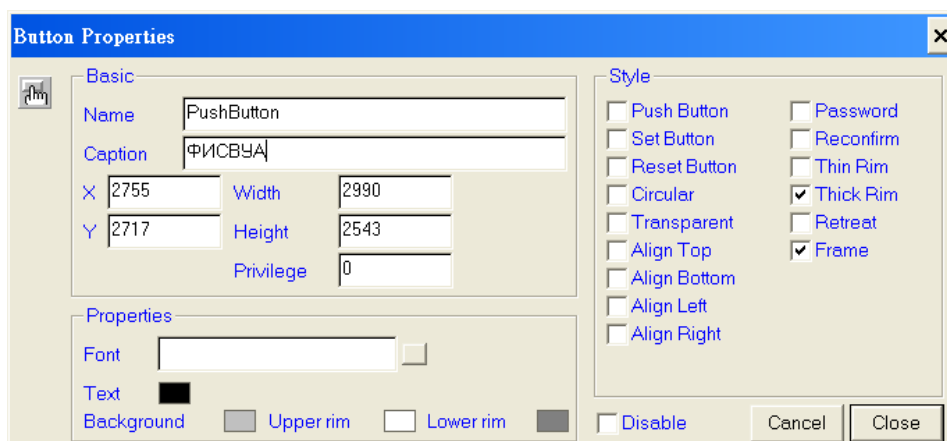 Button Properties
Basic
Name PushButton
Caption ФИСВУА
X 2755 Width 2990
Y 2717 Height 2543
Privilege 0
Properties
Font
Text
Background Upper rim Lower rim
Style
Push Button Password
Set Button Reconfirm
Reset Button Thin Rim
Circular Thick Rim
Transparent Retreat
Align Top Frame
Align Bottom
Align Left
Align Right
Disable Cancel Close